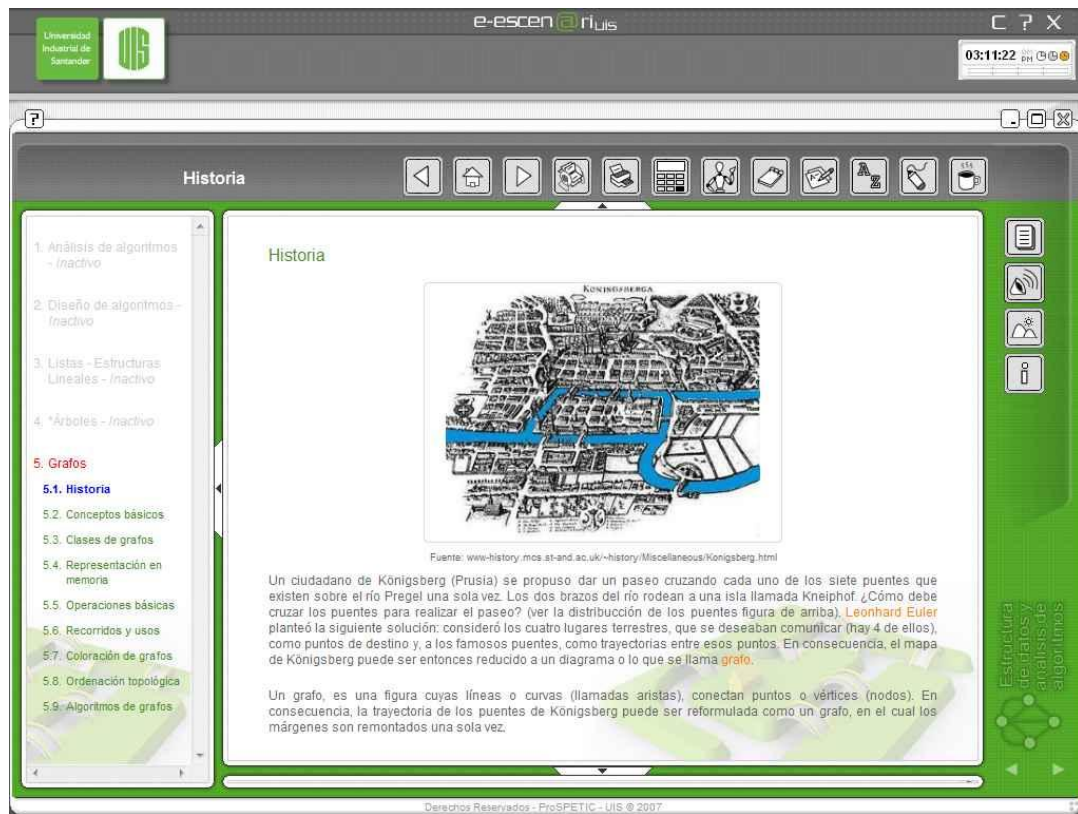 e-escen@riuis
C ? X
Universidad
Industrial de
Santander
UIS
03:11:22
PM
?
Historia
A
Z
1. Análisis de algoritmos
- Inactivo
2. Diseño de algoritmos -
Inactivo
3. Listas - Estructuras
Lineales - Inactivo
4. *Árboles - Inactivo
5. Grafos
5.1. Historia
5.2. Conceptos básicos
5.3. Clases de grafos
5.4. Representación en
memoria
5.5. Operaciones básicas
5.6. Recorridos y usos
5.7. Coloración de grafos
5.8. Ordenación topológica
5.9. Algoritmos de grafos
Historia
KONINGSBERGA
Fuente: www-history.mcs.st-and.ac.uk/~history/Miscellaneous/Konigsberg.html
Un ciudadano de Königsberg (Prusia) se propuso dar un paseo cruzando cada uno de los siete puentes que
existen sobre el río Pregel una sola vez. Los dos brazos del río rodean a una isla llamada Kneiphof. ¿Cómo debe
cruzar los puentes para realizar el paseo? (ver la distribucción de los puentes figura de arriba). Leonhard Euler
planteó la siguiente solución: consideró los cuatro lugares terrestres, que se deseaban comunicar (hay 4 de ellos),
como puntos de destino y, a los famosos puentes, como trayectorias entre esos puntos. En consecuencia, el mapa
de Königsberg puede ser entonces reducido a un diagrama o lo que se llama grafo.
Un grafo, es una figura cuyas líneas o curvas (llamadas aristas), conectan puntos o vértices (nodos). En
consecuencia, la trayectoria de los puentes de Königsberg puede ser reformulada como un grafo, en el cual los
márgenes son remontados una sola vez.
Estructura
de datos y
analisis de
algoritmos
Derechos Reservados - ProSPETIC - UIS © 2007